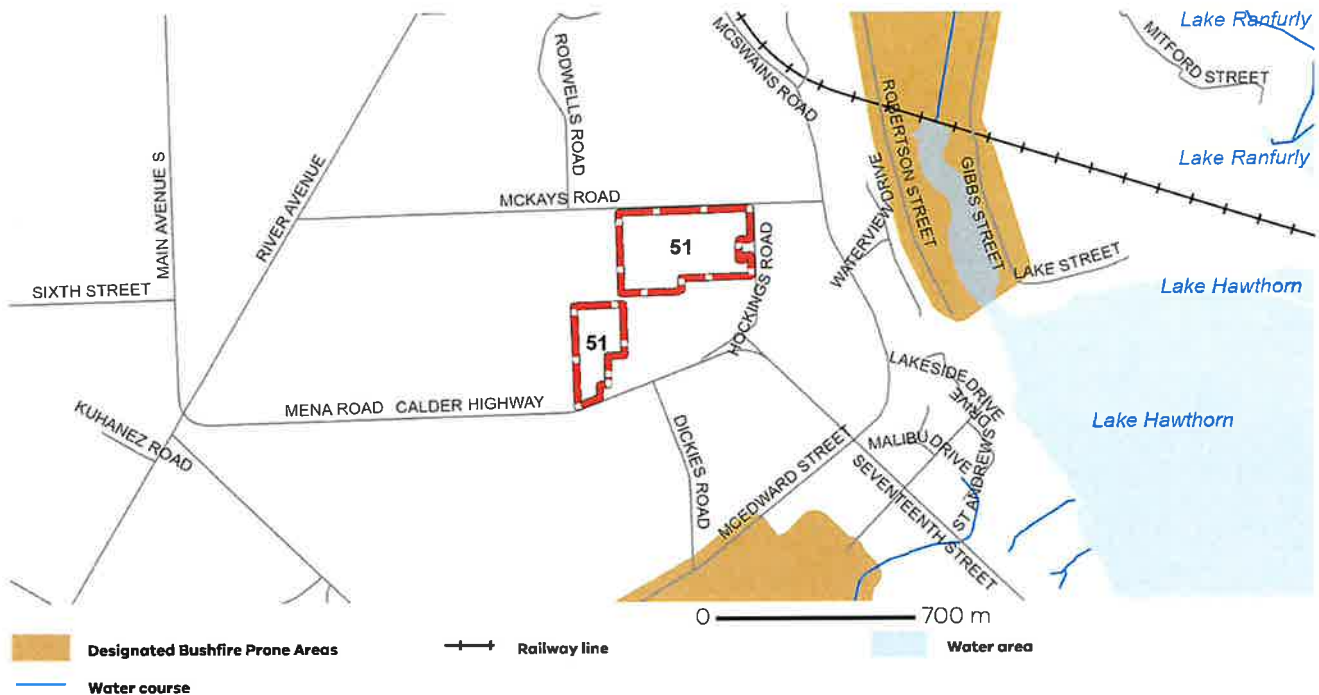 Lake Ranfurly
MITFORD STREET
MCSWAINS ROAD
RODWELLS ROAD
ROBERTSON STREET
GIBBS STREET
Lake Ranfurly
MAIN AVENUE S
RIVER AVENUE
MCKAYS ROAD
WATERVIEW DRIVE
51
HOCKINGS ROAD
LAKE STREET
SIXTH STREET
Lake Hawthorn
51
LAKESIDE DRIVE
MENA ROAD CALDER HIGHWAY
KUHANEZ ROAD
DICKIES ROAD
MCEDWARD STREET
MALIBU DRIVE
ST ANDREWS DRIVE
SEVENTEENTH STREET
Lake Hawthorn
0 700 m
Designated Bushfire Prone Areas
Railway line
Water area
Water course